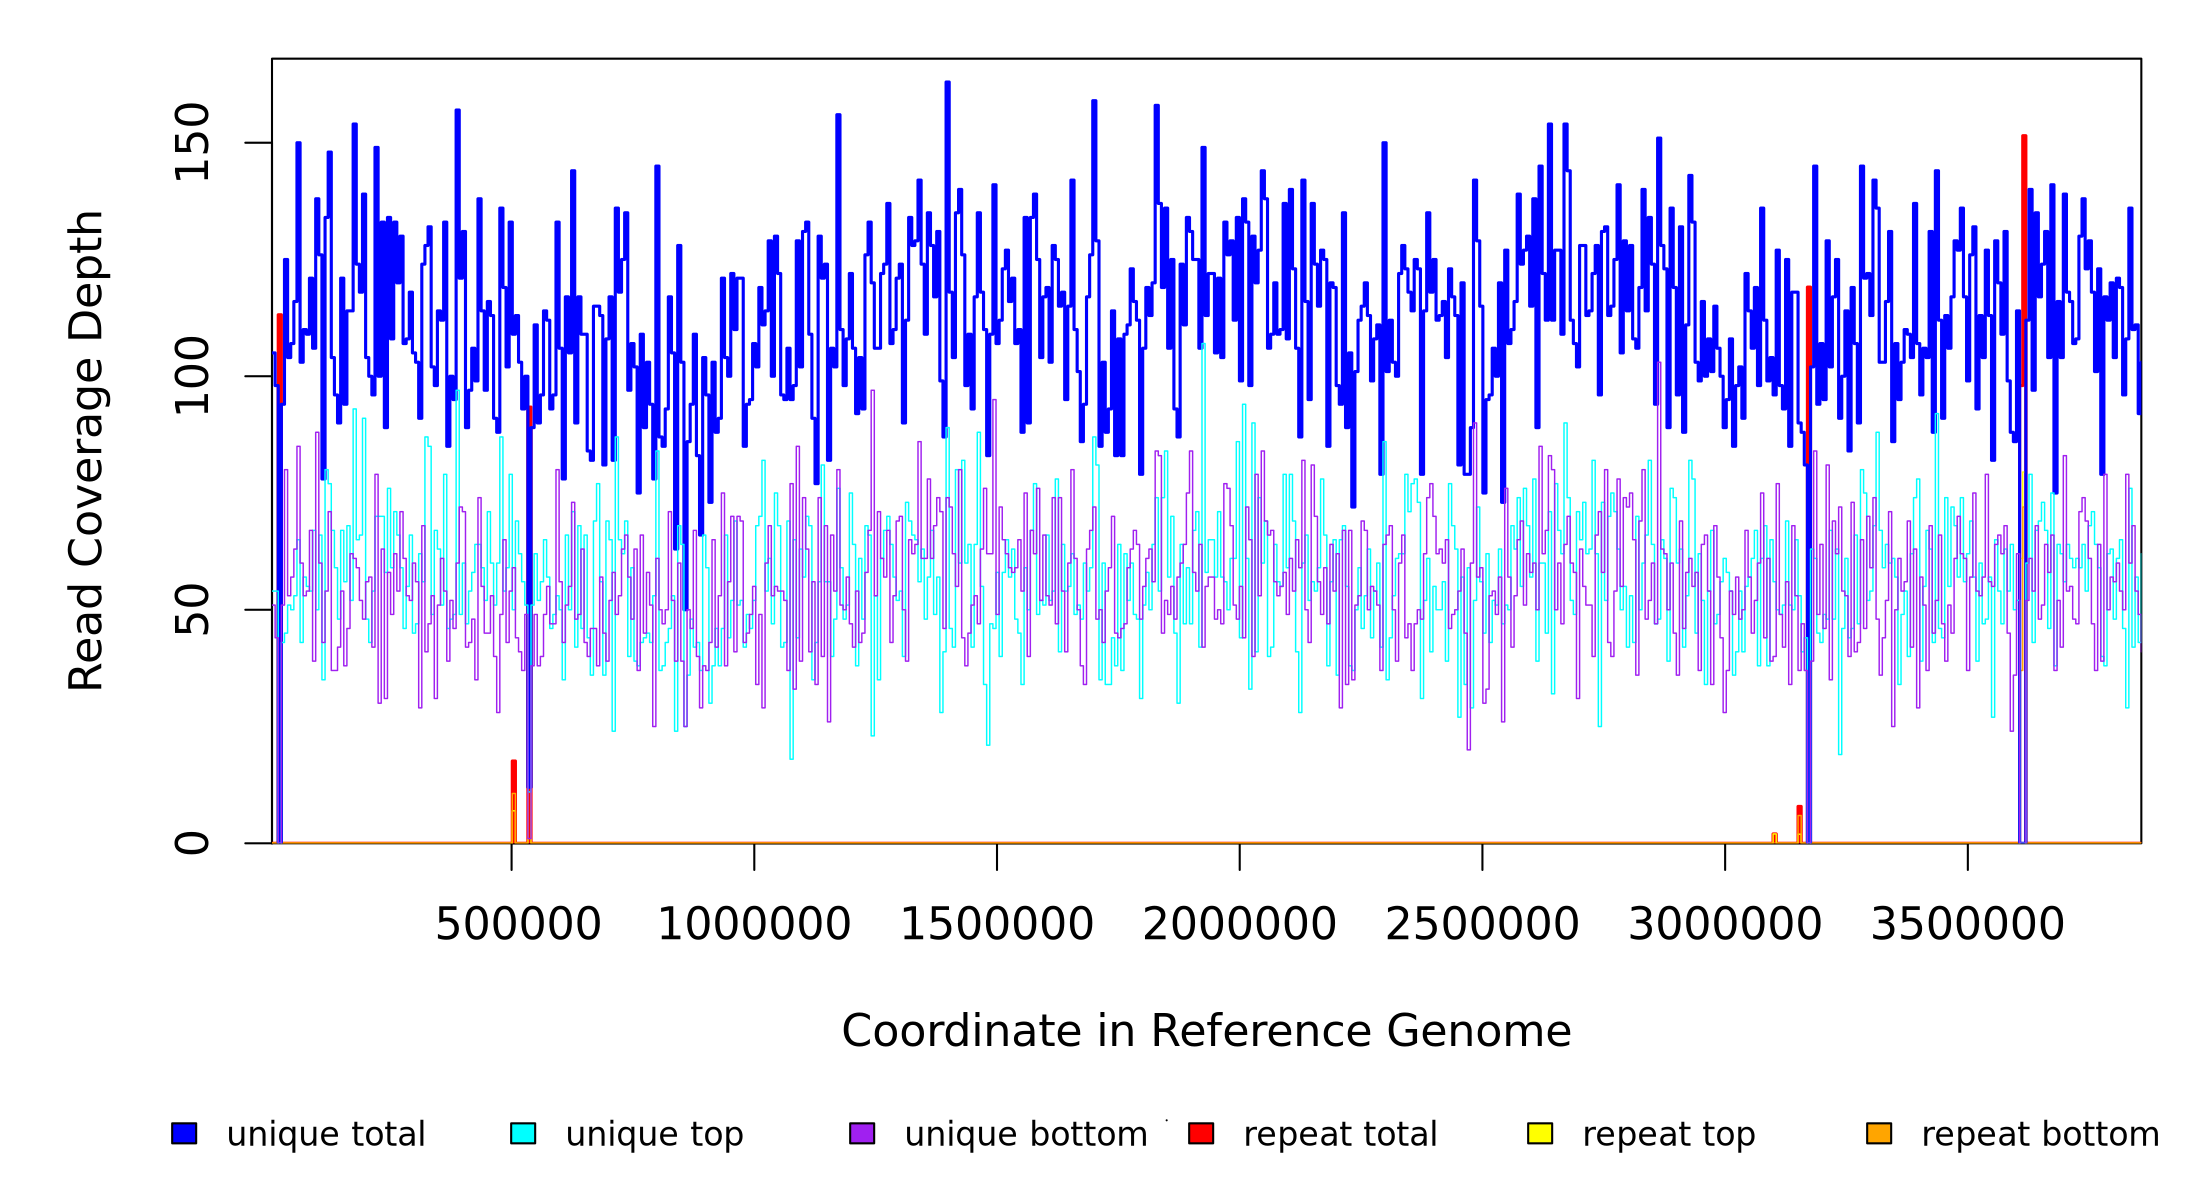 Read Coverage Depth
150
100
50
0
500000 1000000 1500000 2000000 2500000 3000000 3500000
Coordinate in Reference Genome
unique total unique top unique bottom repeat total repeat top repeat bottom